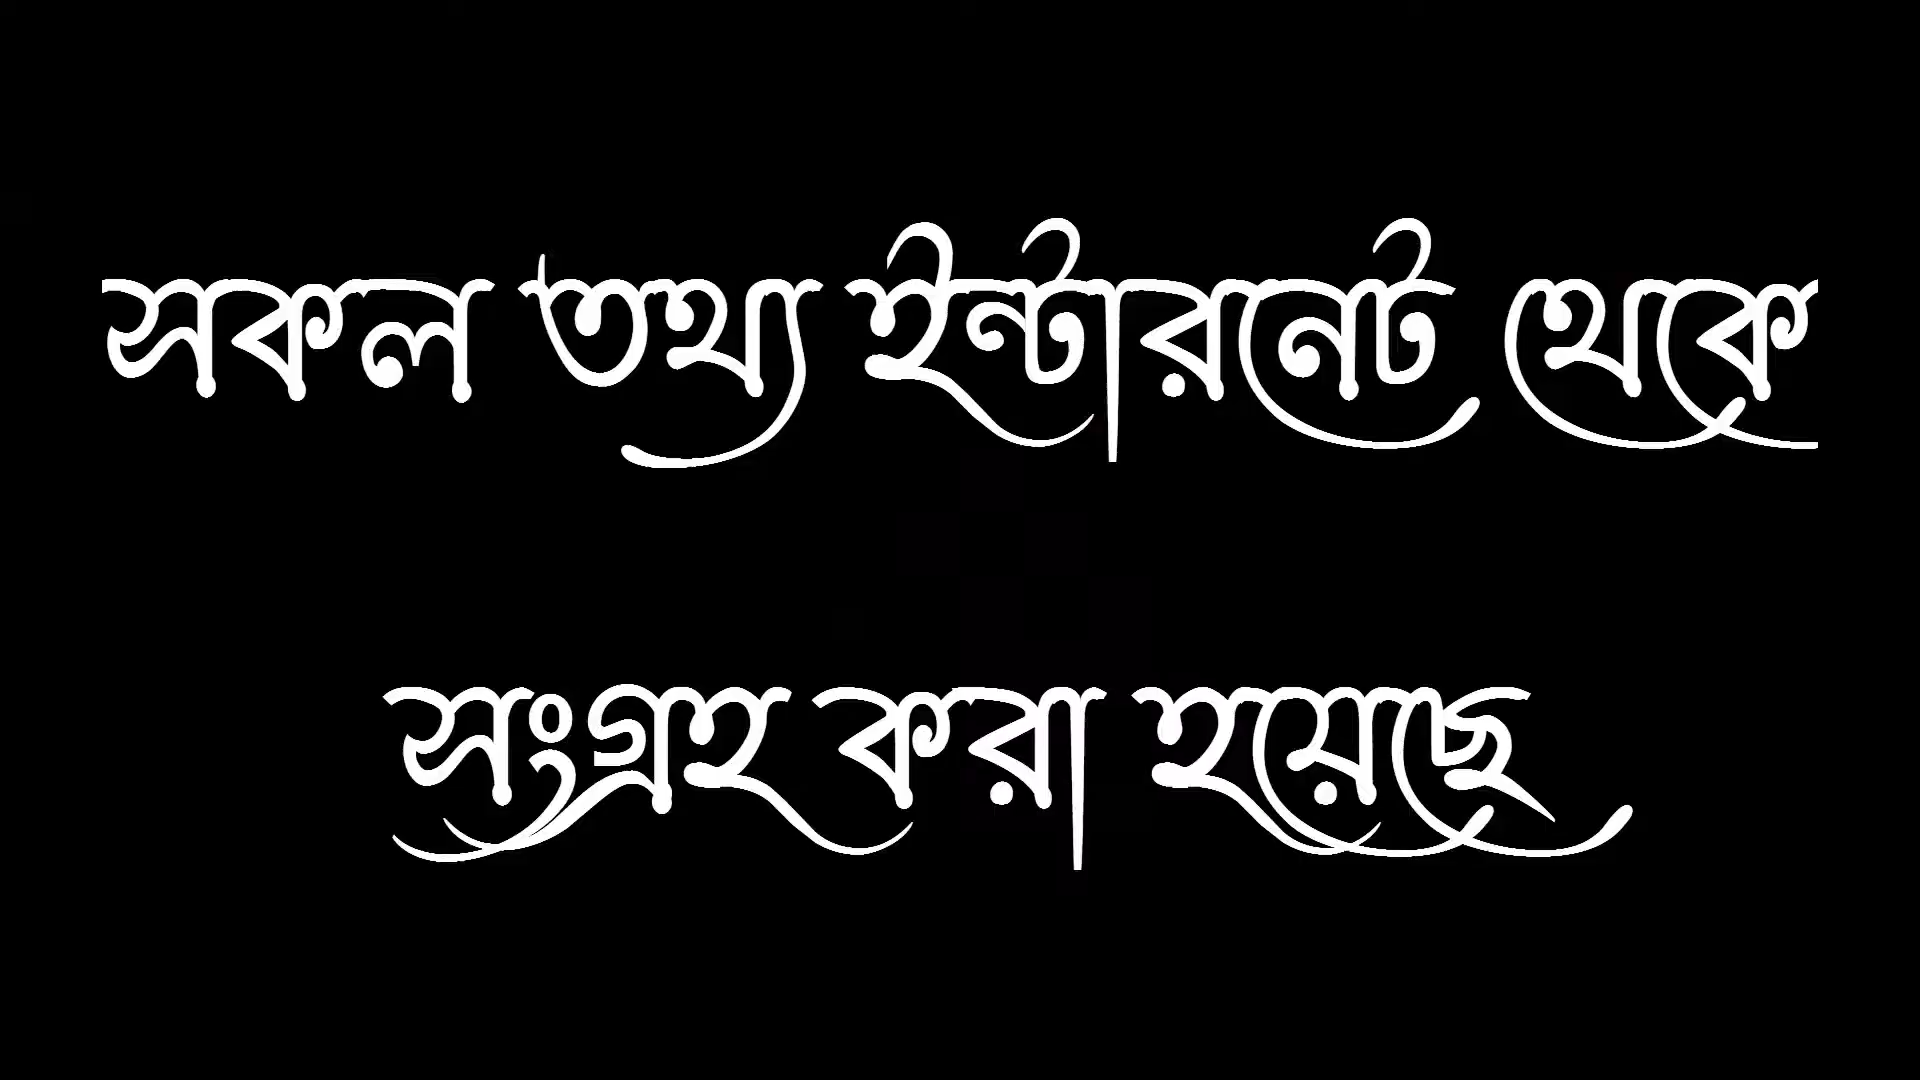 সকল তথ্য ইন্টারনেট থেকে
সংগ্রহ করা হয়েছে